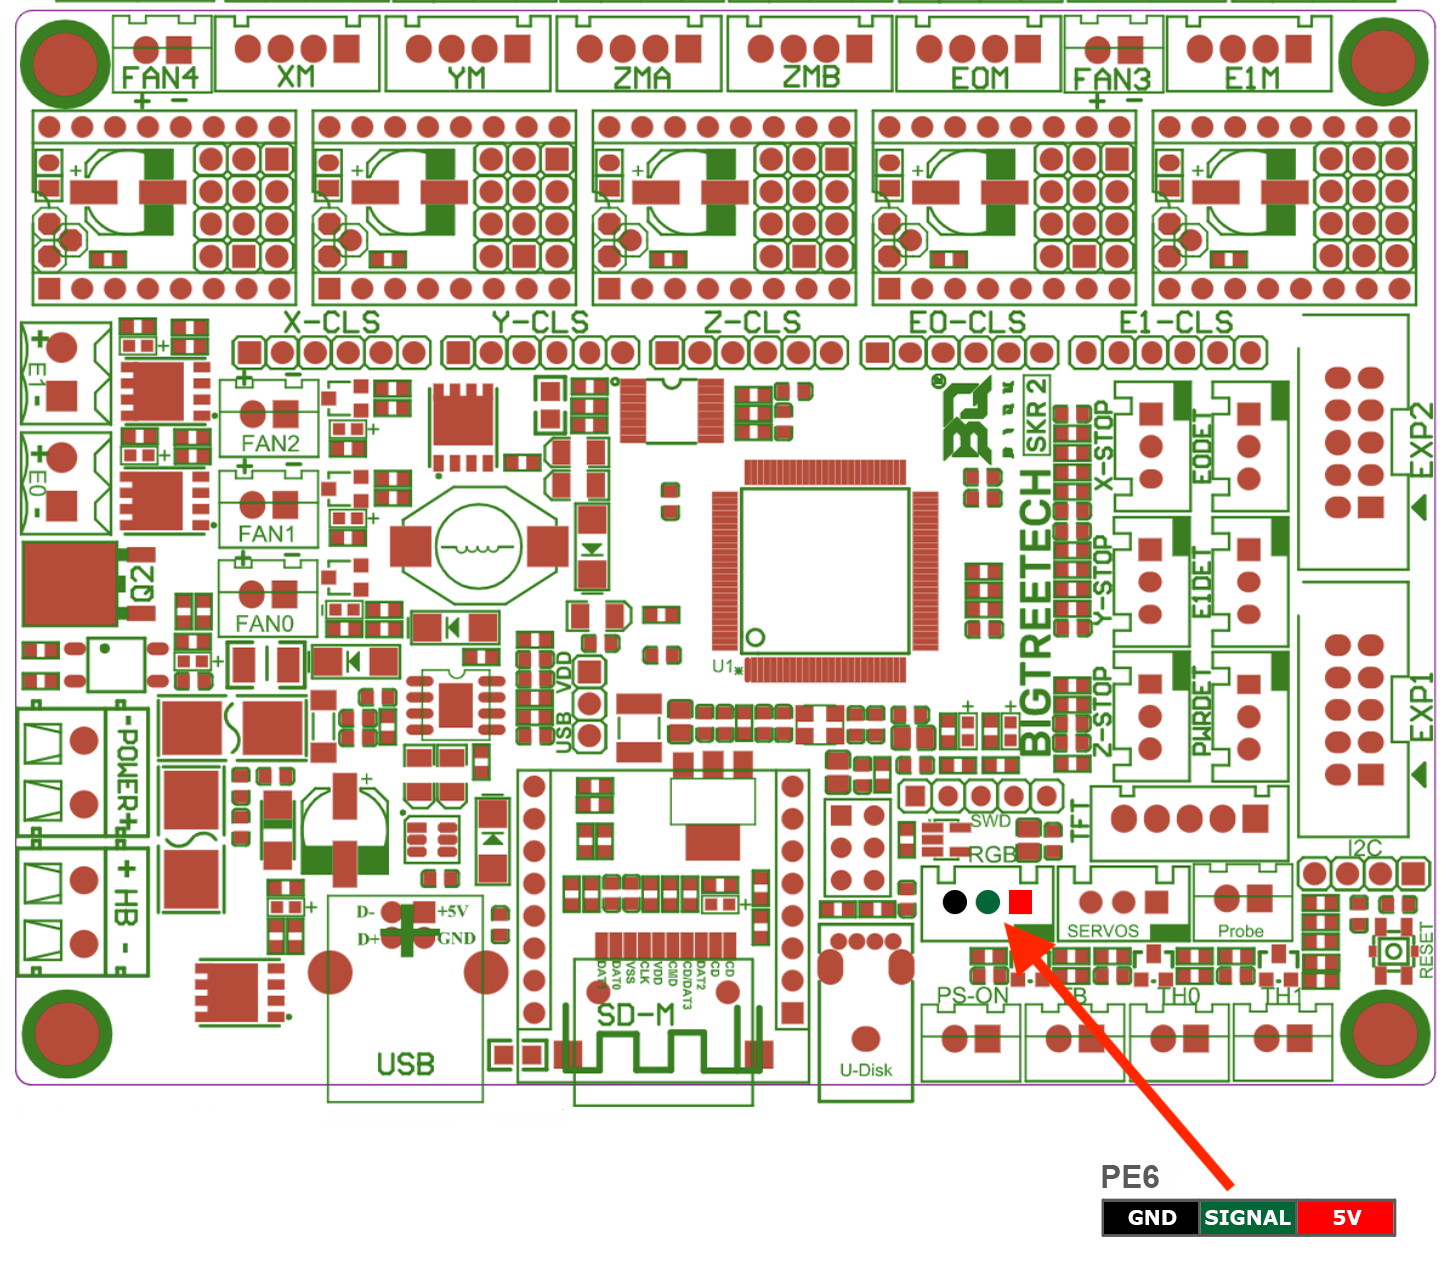 FAN4
XM
YM
ZMA
ZMB
E0M
FAN3
E1M
+ -
+ -
X-CLS
Y-CLS
Z-CLS
E0-CLS
E1-CLS
+ E1 -
+ E0 -
+ -
FAN2
+ -
FAN1
+ -
FAN0
Q2
SKR 2
BIGTREETECH
X-STOP
E0DET
EXP2
Y-STOP
E1DET
Z-STOP
PWRDET
EXP1
U1
USB VDD
-POWER+
+ HB -
SWD
RGB
TFT
I2C
SERVOS
Probe
RESET
D- +5V
D+ GND
USB
DAT1
DAT0
VSS
CLK
VDD
CMD
CD/DAT3
DAT2
CD
CD
SD-M
U-Disk
PS-ON
TB
TH0
TH1
PE6
GND SIGNAL 5V